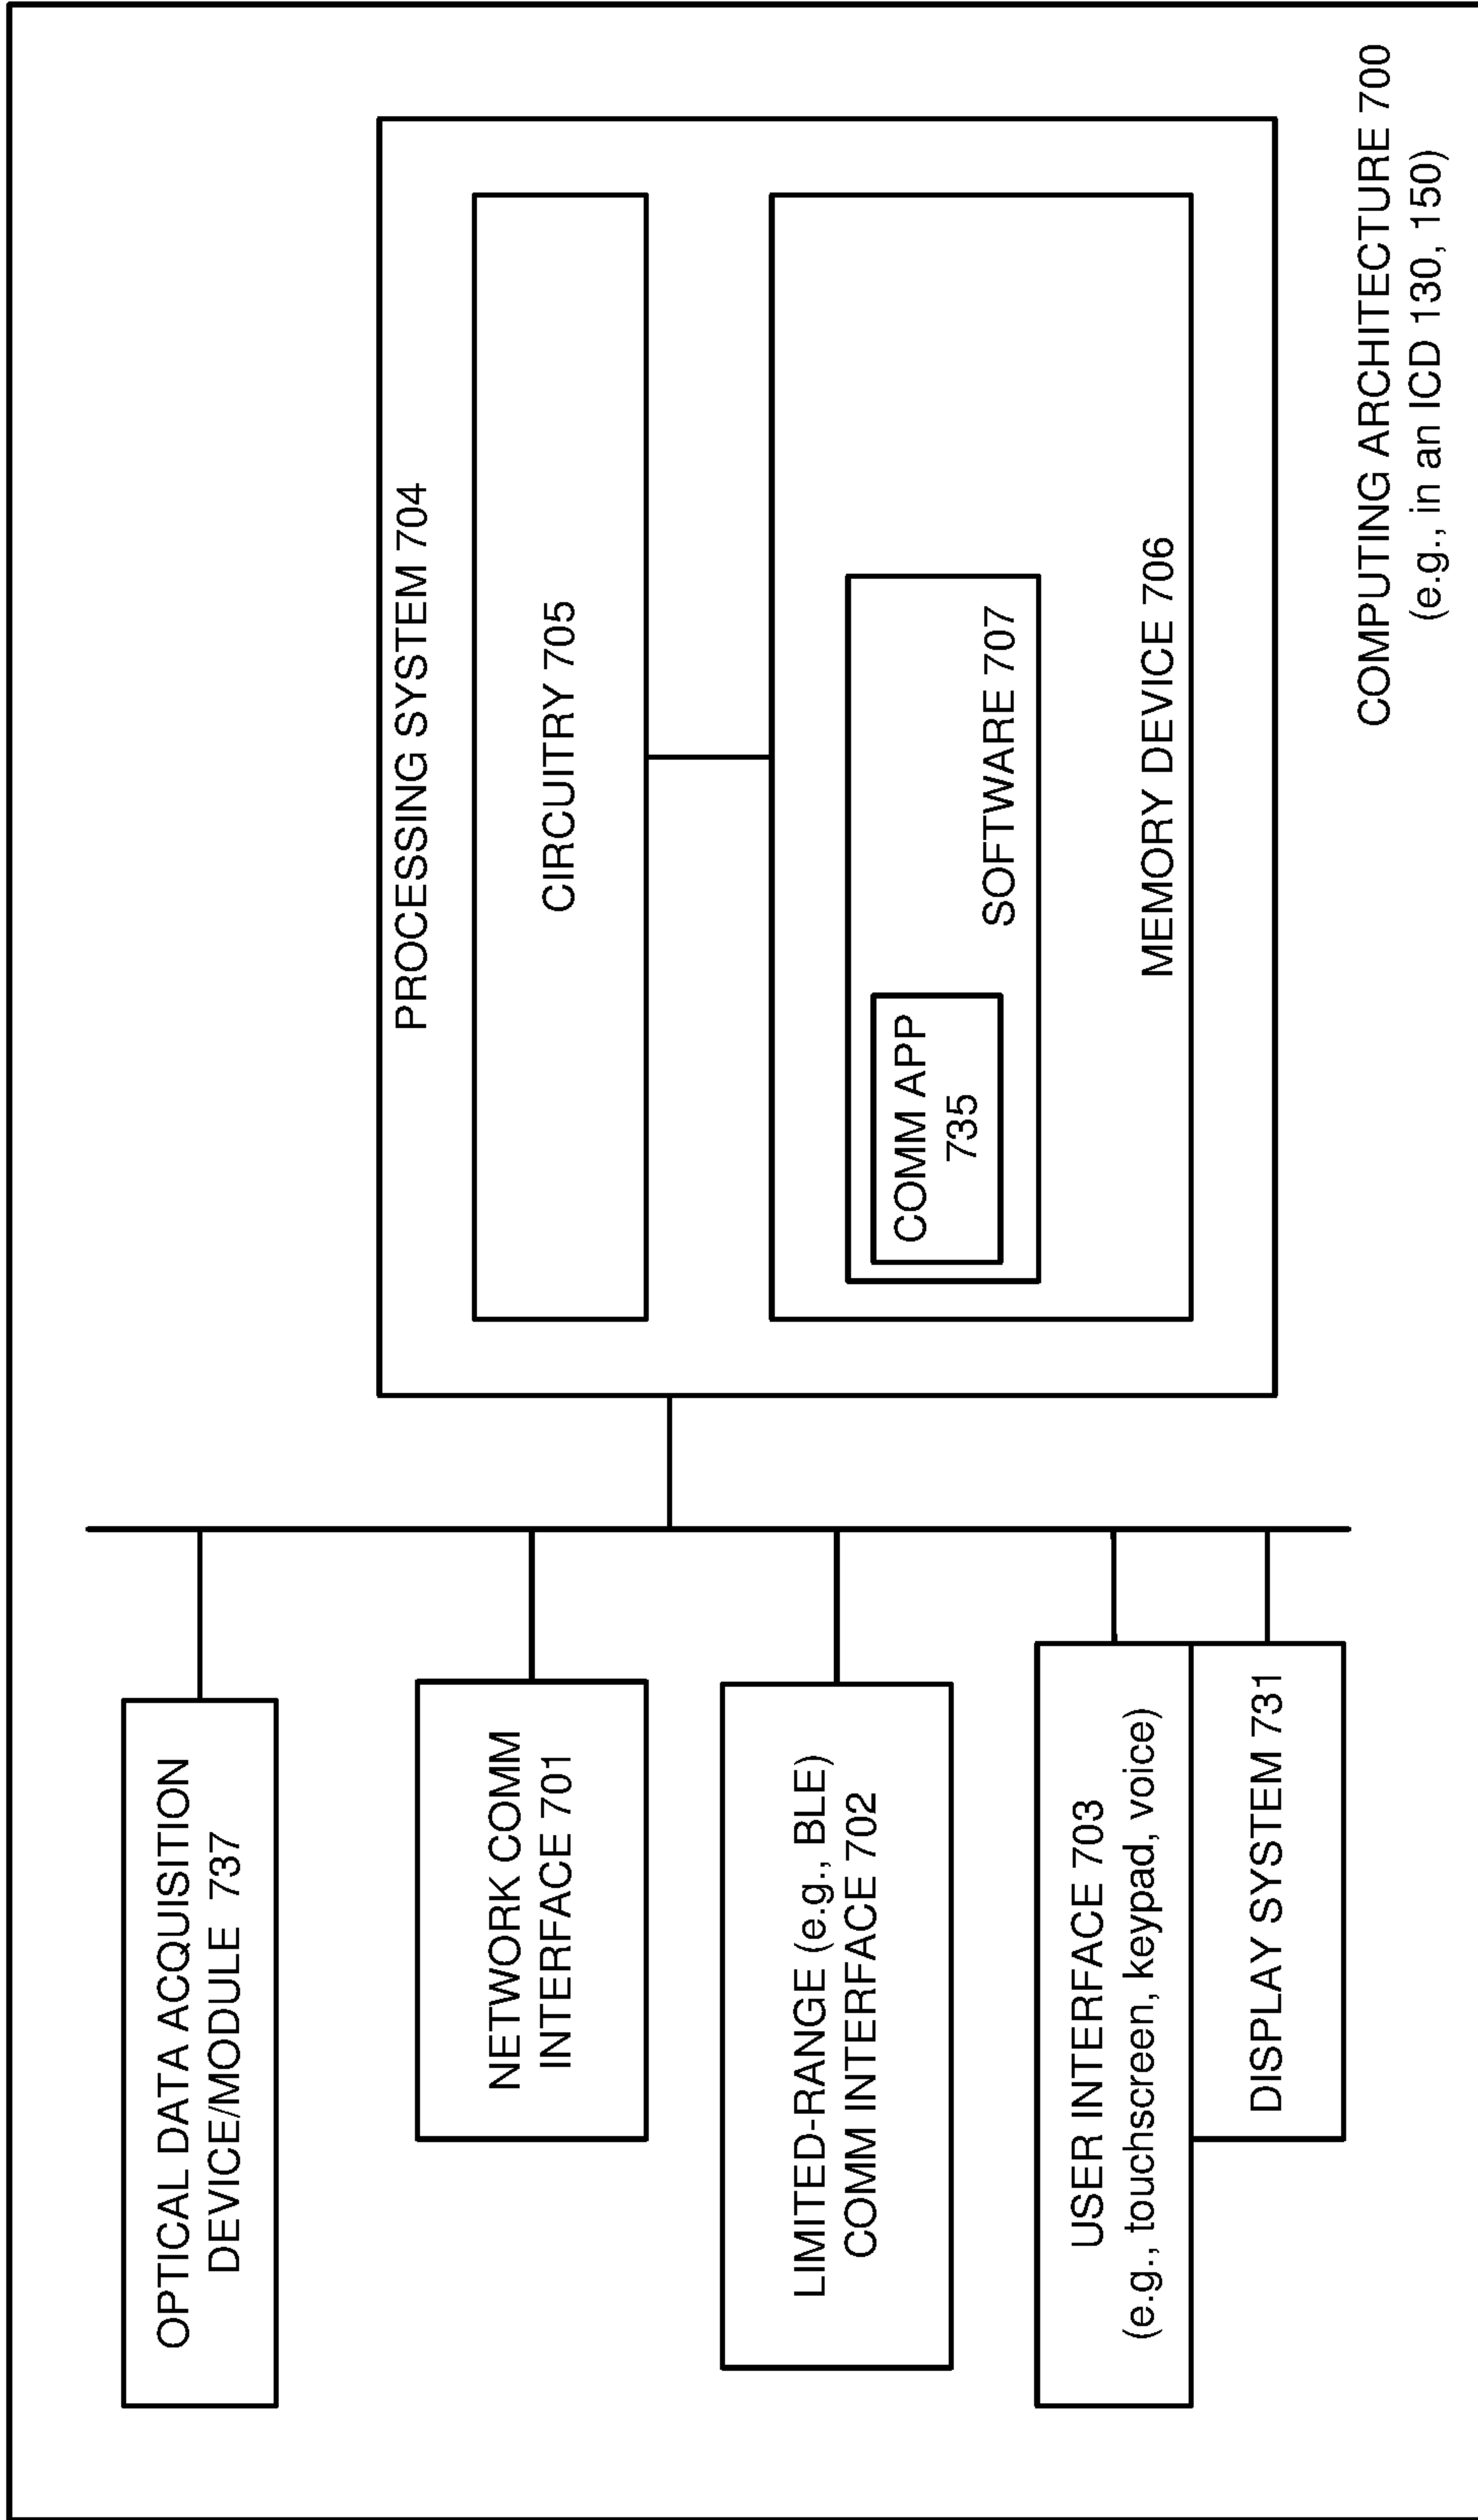 OPTICAL DATA ACQUISITION
DEVICE/MODULE 737
NETWORK COMM
INTERFACE 701
LIMITED-RANGE (e.g., BLE)
COMM INTERFACE 702
USER INTERFACE 703
(e.g., touchscreen, keypad, voice)
DISPLAY SYSTEM 731
PROCESSING SYSTEM 704
CIRCUITRY 705
COMM APP
735
SOFTWARE 707
MEMORY DEVICE 706
COMPUTING ARCHITECTURE 700
(e.g., in an ICD 130, 150)